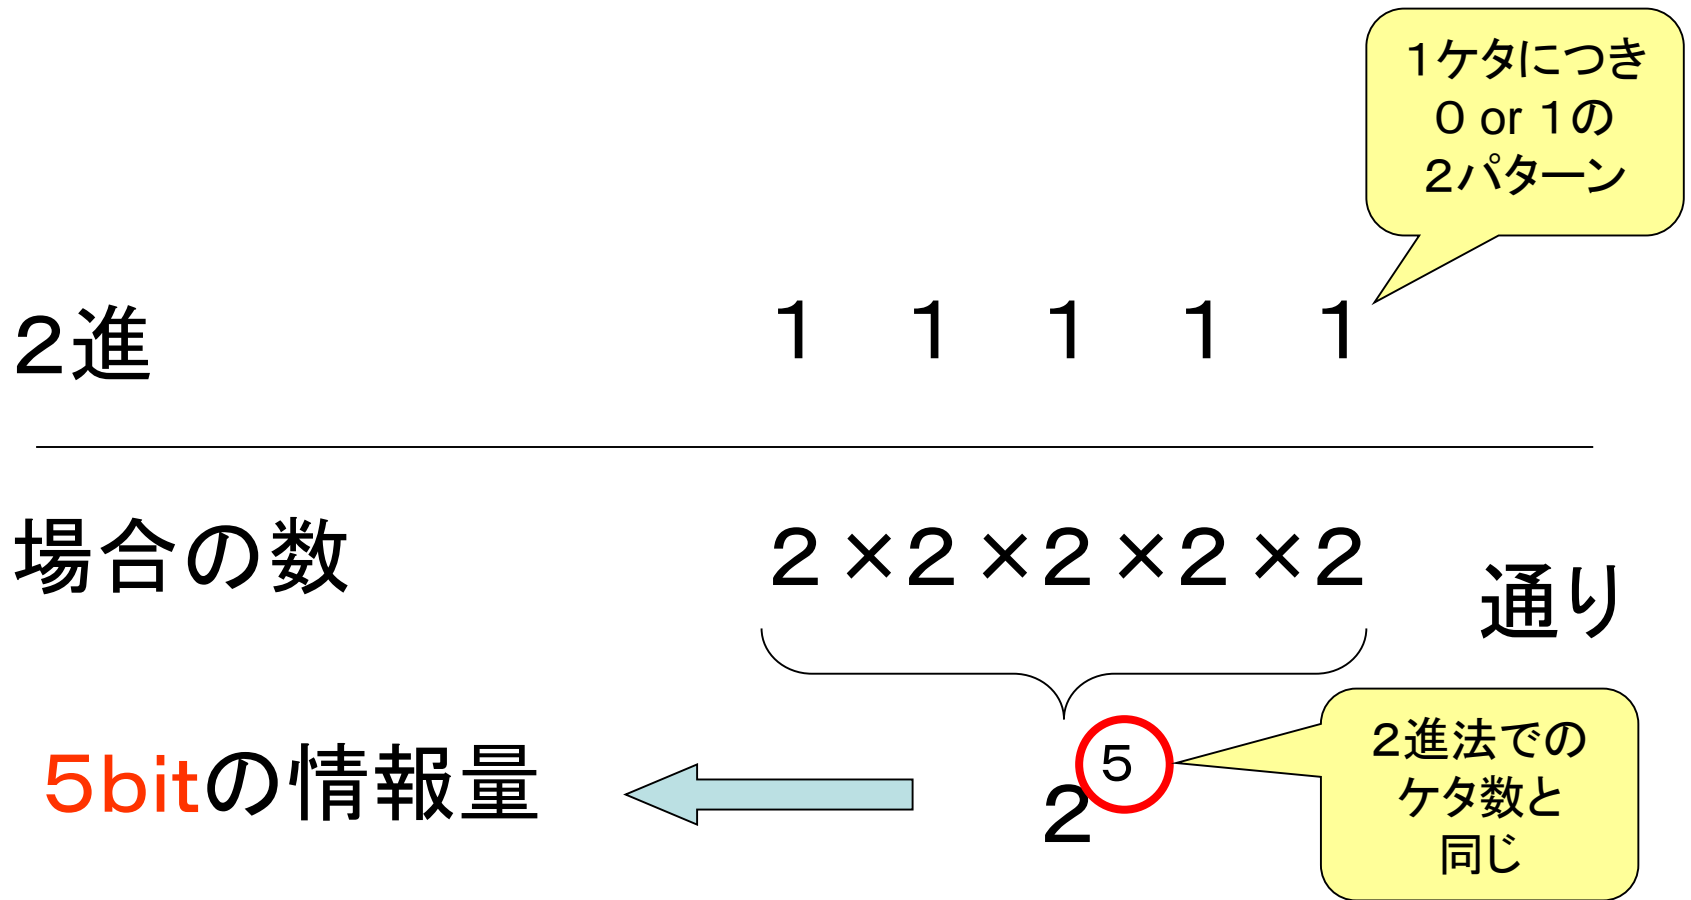 １ケタにつき
０ or １の
２パターン
２進 １ １ １ １ １
場合の数 ２×２×２×２×２ 通り
5bitの情報量 ２⁵
２進法での
ケタ数と
同じ